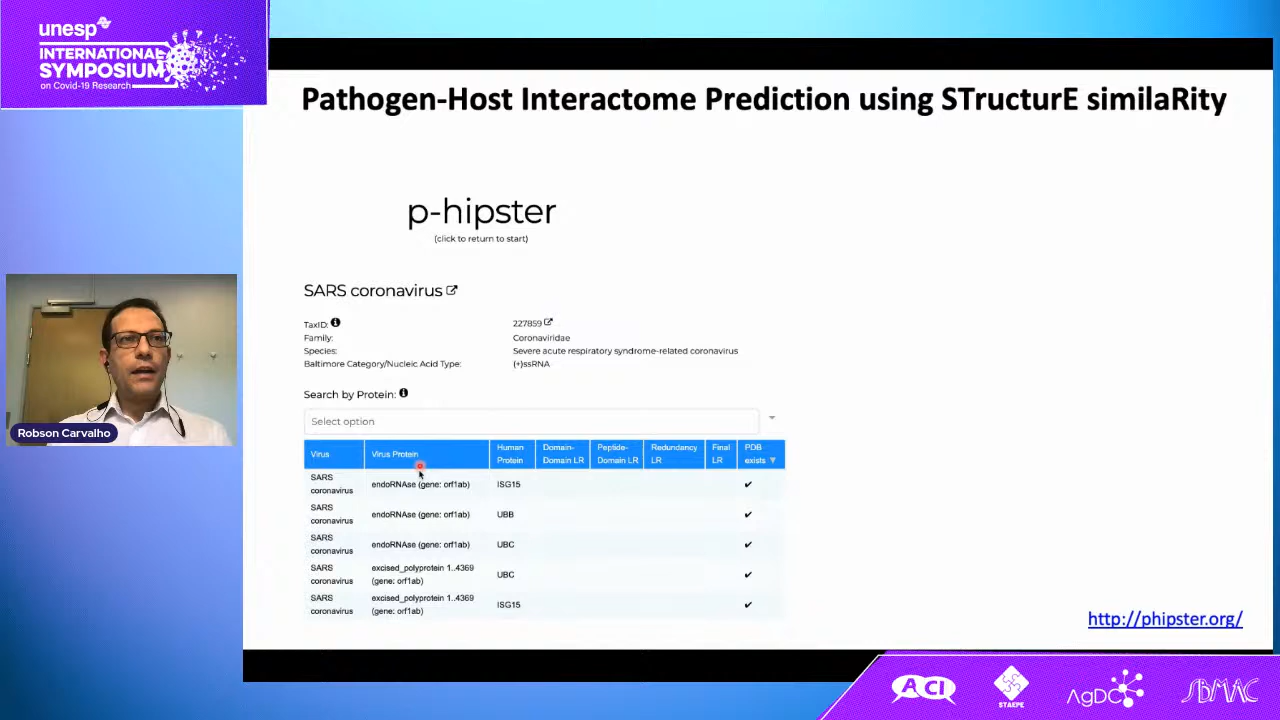 unesp
INTERNATIONAL
SYMPOSIUM
on Covid-19 Research
Pathogen-Host Interactome Prediction using STructurE similaRity
p-hipster
(click to return to start)
SARS coronavirus
TaxID: 227859
Family: Coronaviridae
Species: Severe acute respiratory syndrome-related coronavirus
Baltimore Category/Nucleic Acid Type: (+)ssRNA
Search by Protein:
Select option
Virus Virus Protein Human Protein Domain-Domain LR Peptide-Domain LR Redundancy LR Final LR PDB exists ▼
SARS coronavirus endoRNAse (gene: orf1ab) ISG15 ✔
SARS coronavirus endoRNAse (gene: orf1ab) UBB ✔
SARS coronavirus endoRNAse (gene: orf1ab) UBC ✔
SARS coronavirus excised_polyprotein 1..4369 (gene: orf1ab) UBC ✔
SARS coronavirus excised_polyprotein 1..4369 (gene: orf1ab) ISG15 ✔
http://phipster.org/
Robson Carvalho
ACI
STAEPE
AgDC
SBMAC